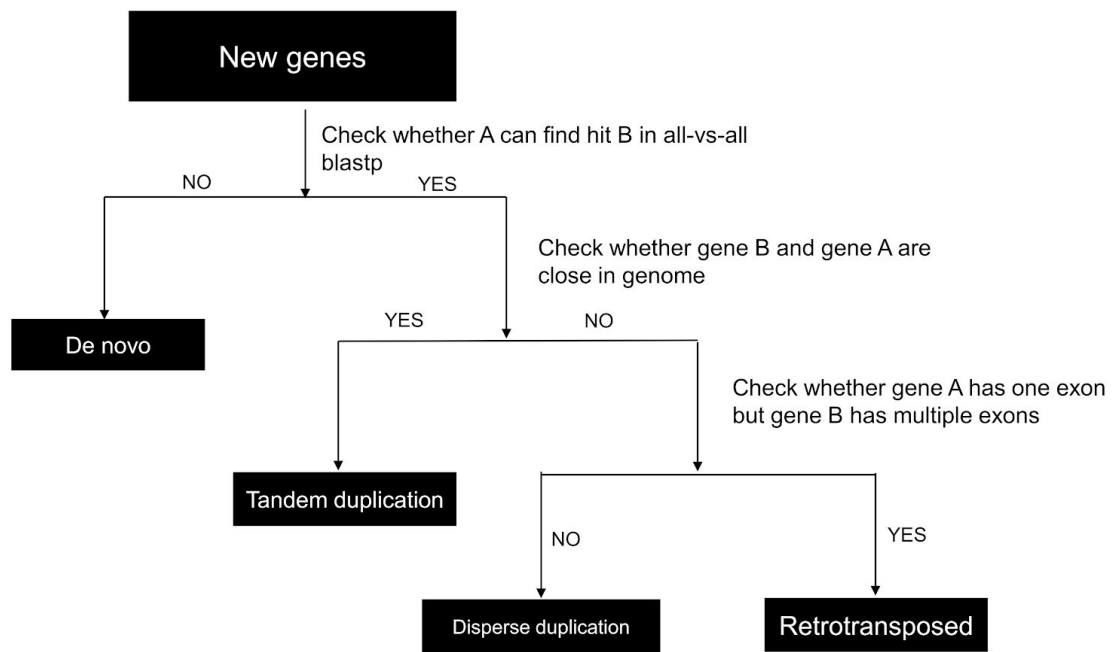 New genes
Check whether A can find hit B in all-vs-all
blastp
NO
YES
Check whether gene B and gene A are
close in genome
De novo
YES
NO
Check whether gene A has one exon
but gene B has multiple exons
Tandem duplication
NO
YES
Disperse duplication
Retrotransposed